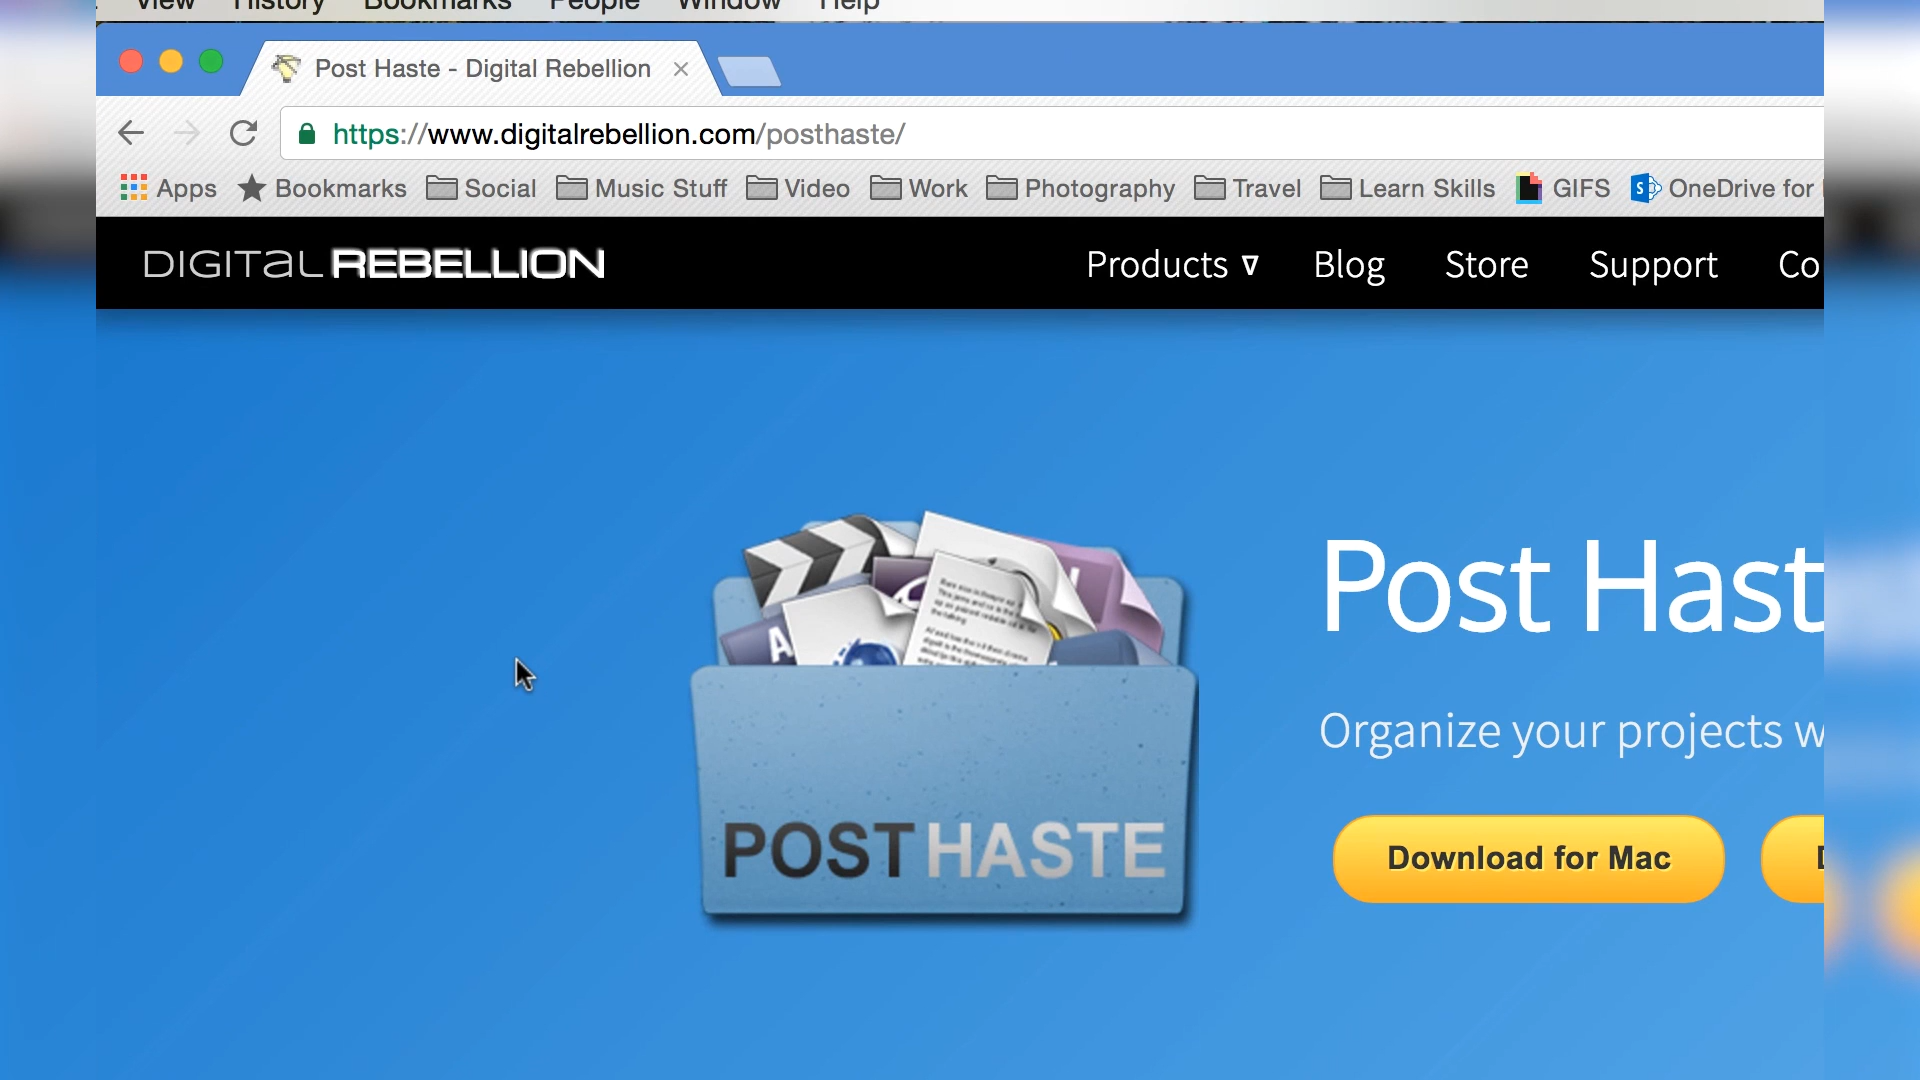 View History Bookmarks People Window Help
Post Haste - Digital Rebellion
https://www.digitalrebellion.com/posthaste/
Apps Bookmarks Social Music Stuff Video Work Photography Travel Learn Skills GIFS OneDrive for
DIGITAL REBELLION
Products Blog Store Support Co
Post Hast
Organize your projects w
POST HASTE
Download for Mac D